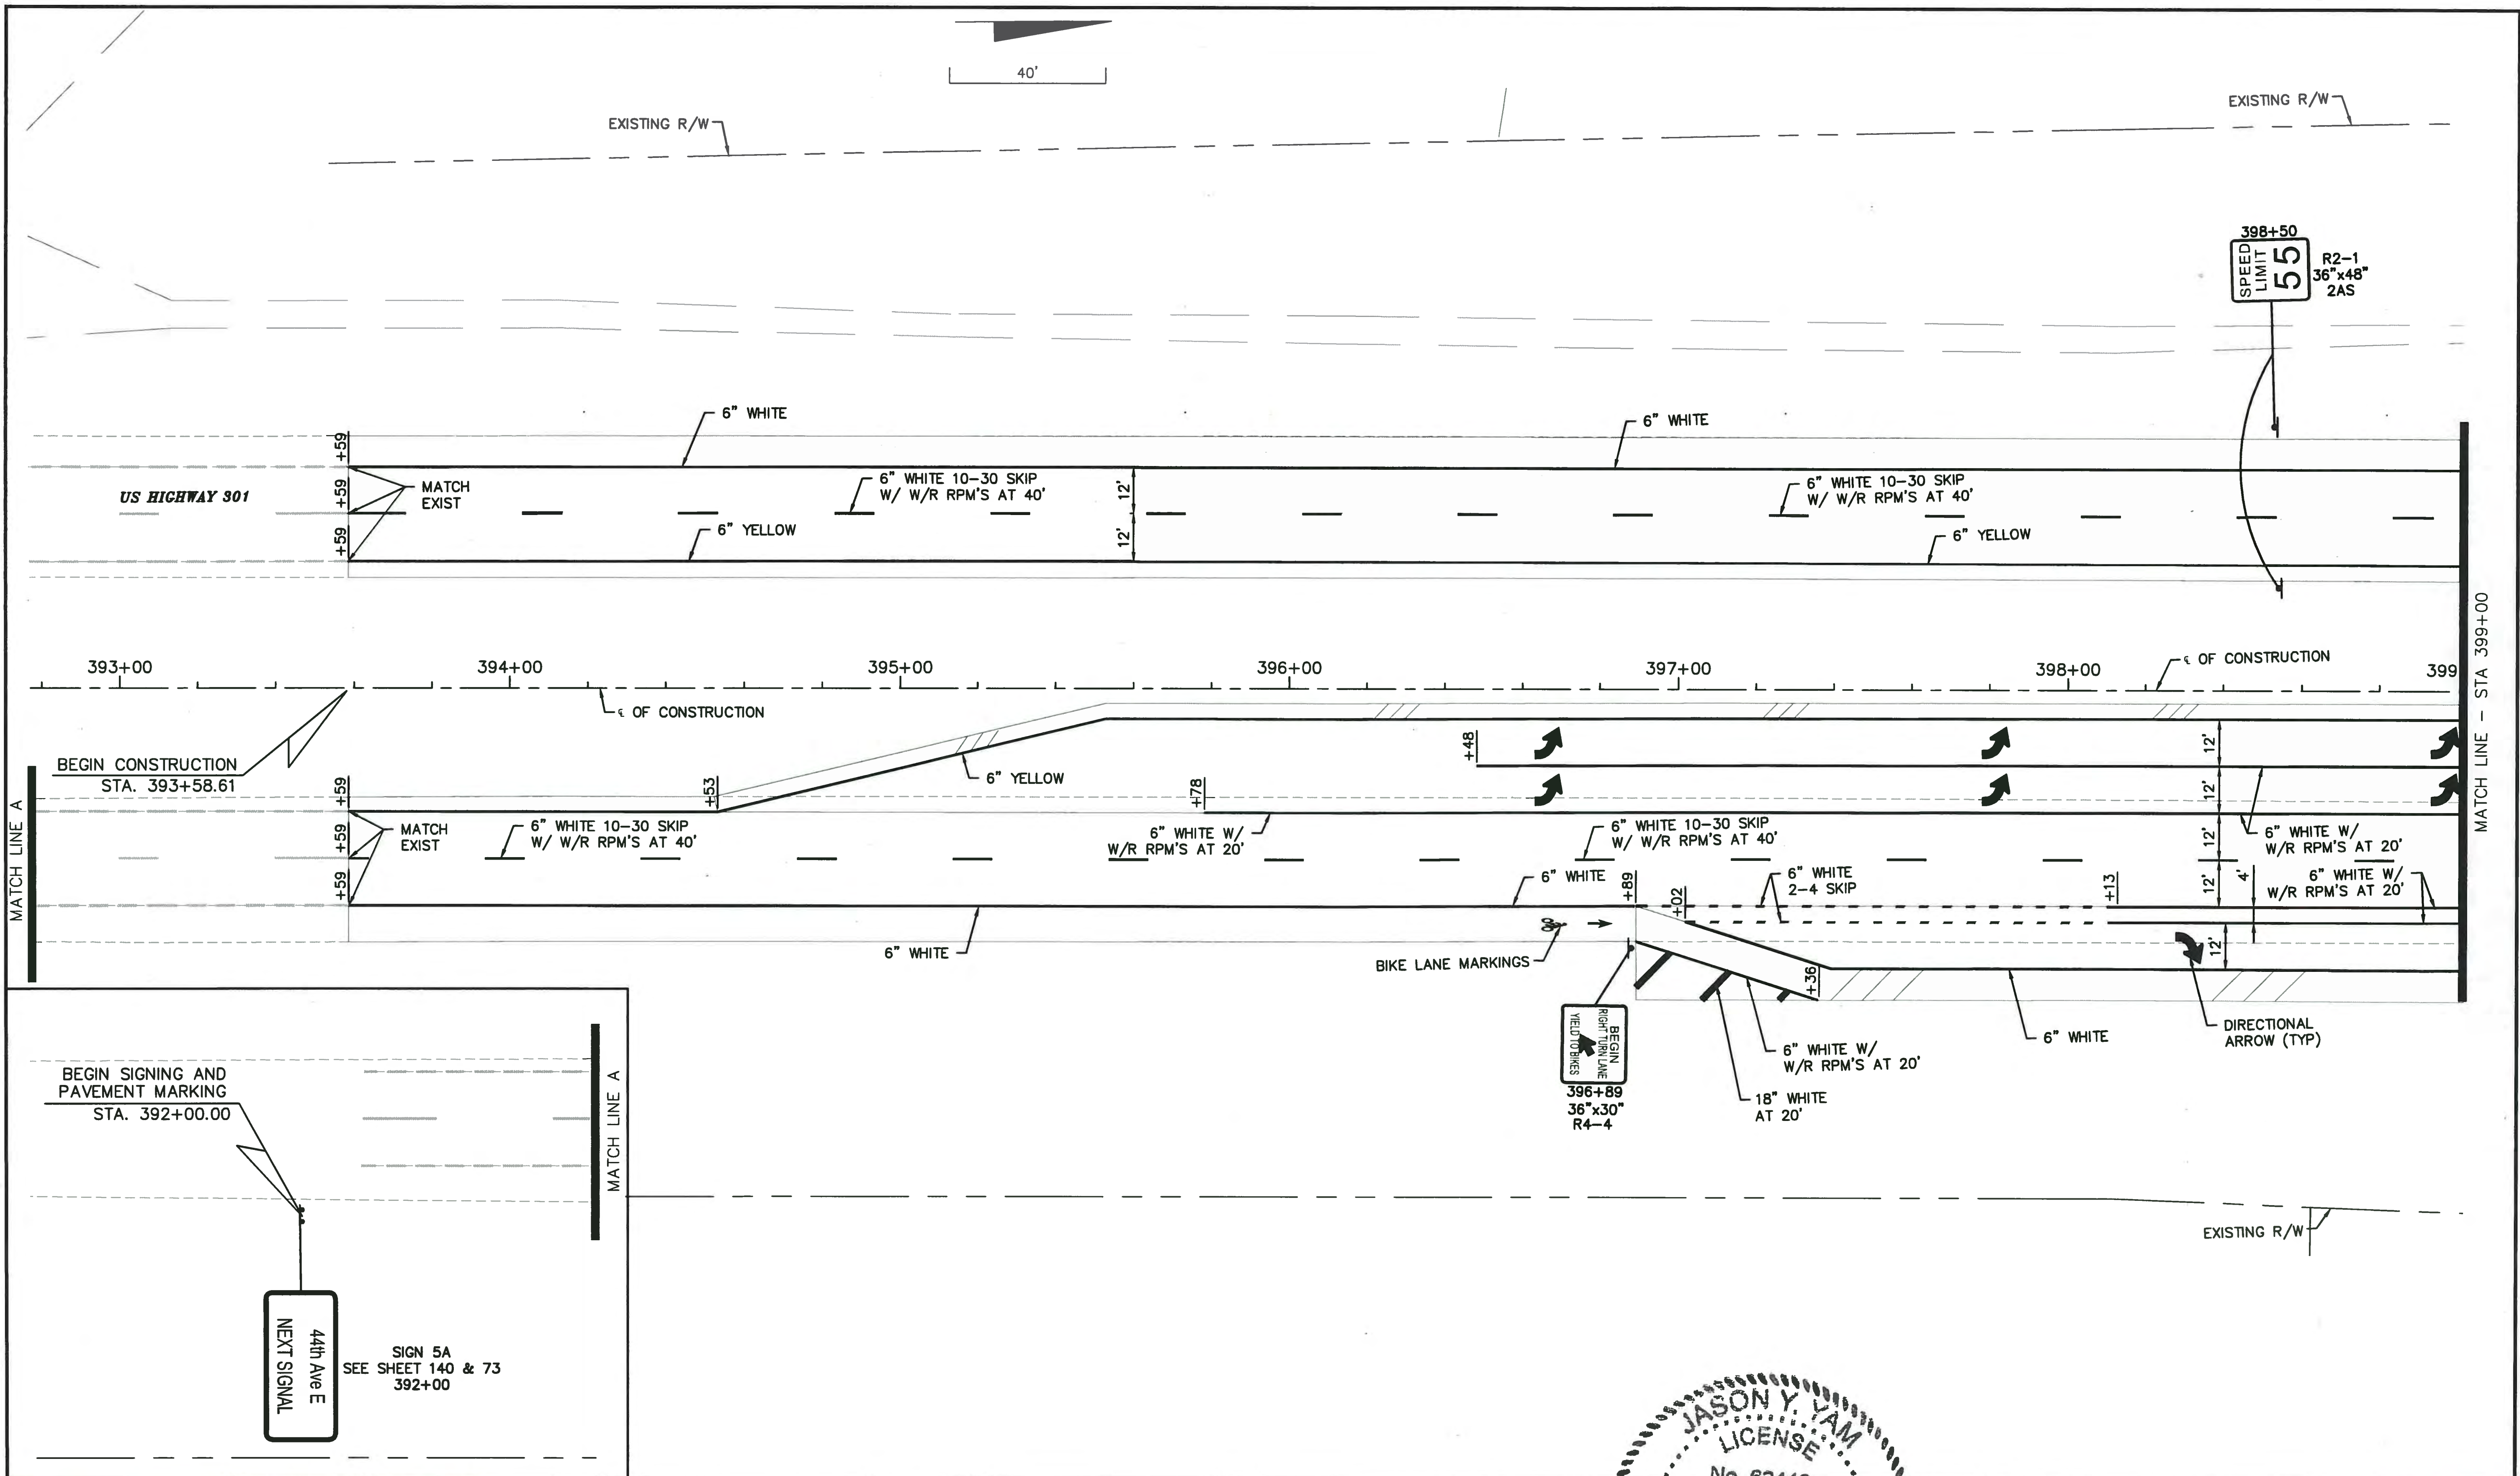 40'
EXISTING R/W
EXISTING R/W
398+50
SPEED
LIMIT
55
R2-1
36"x48"
2AS
6" WHITE
6" WHITE
+59
+59
+59
US HIGHWAY 301
MATCH
EXIST
6" WHITE 10-30 SKIP
W/ W/R RPM'S AT 40'
12'
12'
6" WHITE 10-30 SKIP
W/ W/R RPM'S AT 40'
6" YELLOW
6" YELLOW
393+00
394+00
395+00
396+00
397+00
398+00
399
MATCH LINE - STA 399+00
℄ OF CONSTRUCTION
℄ OF CONSTRUCTION
BEGIN CONSTRUCTION
STA. 393+58.61
MATCH LINE A
+59
+59
+59
+53
6" YELLOW
+78
+48
12'
12'
12'
12'
4'
12'
MATCH
EXIST
6" WHITE 10-30 SKIP
W/ W/R RPM'S AT 40'
6" WHITE W/
W/R RPM'S AT 20'
6" WHITE 10-30 SKIP
W/ W/R RPM'S AT 40'
6" WHITE W/
W/R RPM'S AT 20'
6" WHITE
+89
+02
6" WHITE
2-4 SKIP
+13
6" WHITE W/
W/R RPM'S AT 20'
6" WHITE
BIKE LANE MARKINGS
+36
BEGIN
RIGHT TURN LANE
YIELD TO BIKES
396+89
36"x30"
R4-4
6" WHITE W/
W/R RPM'S AT 20'
18" WHITE
AT 20'
6" WHITE
DIRECTIONAL
ARROW (TYP)
BEGIN SIGNING AND
PAVEMENT MARKING
STA. 392+00.00
MATCH LINE A
EXISTING R/W
44th Ave E
NEXT SIGNAL
SIGN 5A
SEE SHEET 140 & 73
392+00
JASON Y. YAM
LICENSE